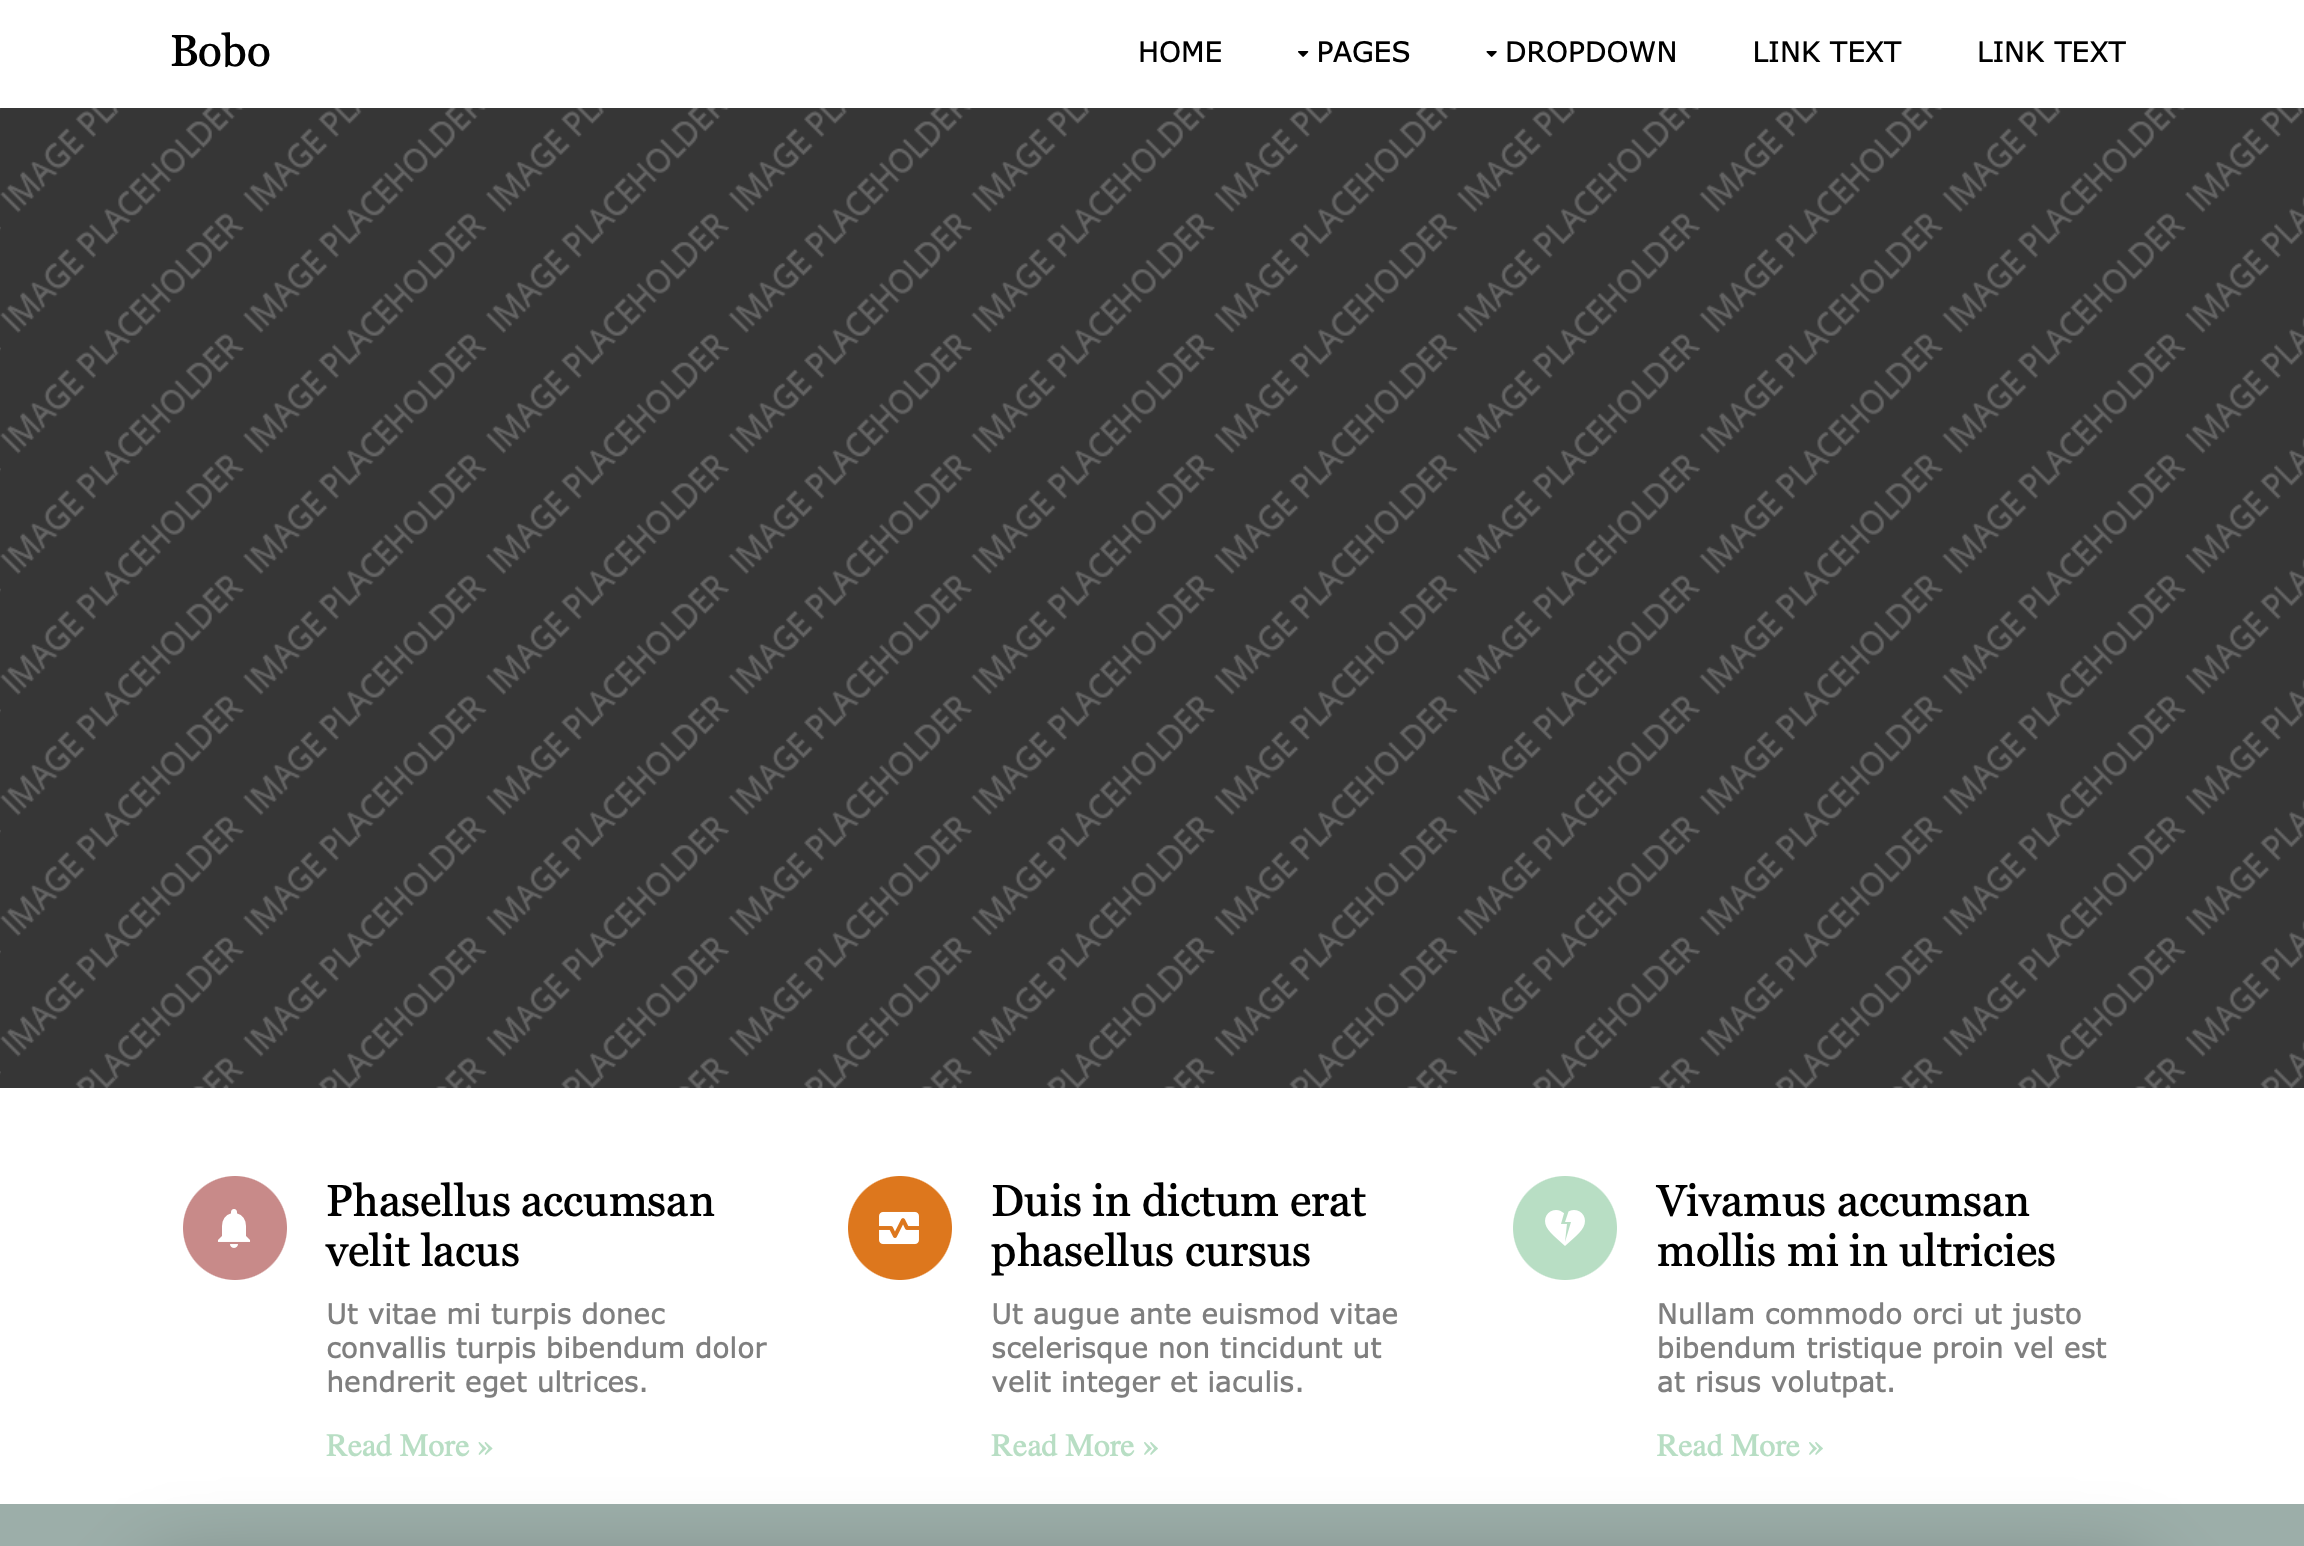 Bobo
HOME PAGES DROPDOWN LINK TEXT LINK TEXT
IMAGE PLACEHOLDER
Phasellus accumsan
velit lacus
Ut vitae mi turpis donec
convallis turpis bibendum dolor
hendrerit eget ultrices.
Read More »
Duis in dictum erat
phasellus cursus
Ut augue ante euismod vitae
scelerisque non tincidunt ut
velit integer et iaculis.
Read More »
Vivamus accumsan
mollis mi in ultricies
Nullam commodo orci ut justo
bibendum tristique proin vel est
at risus volutpat.
Read More »